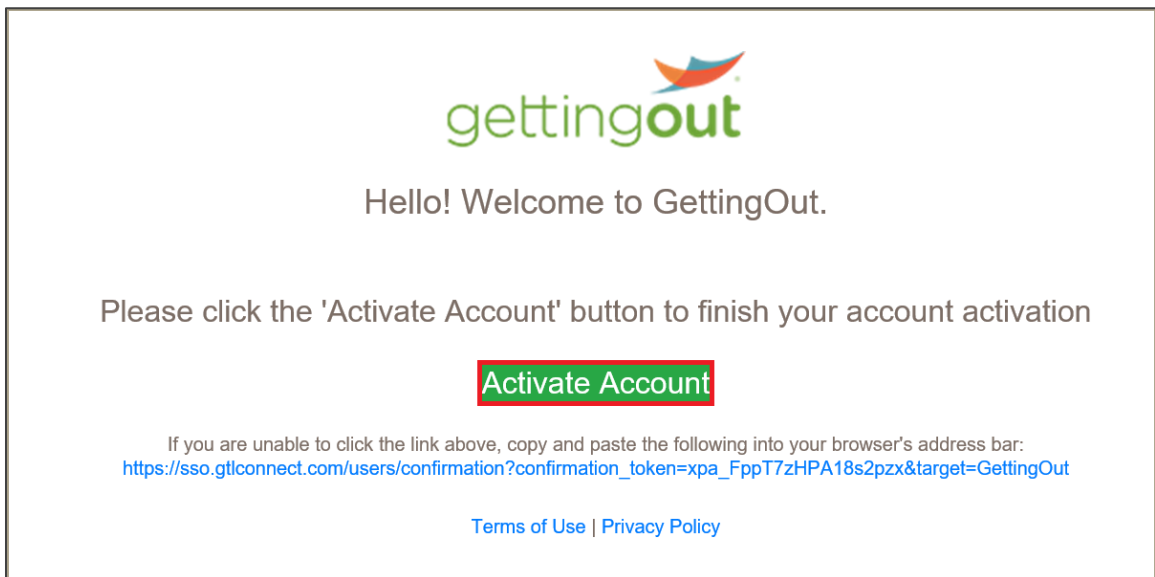 gettingout
Hello! Welcome to GettingOut.
Please click the 'Activate Account' button to finish your account activation
Activate Account
If you are unable to click the link above, copy and paste the following into your browser's address bar:
https://sso.gtlconnect.com/users/confirmation?confirmation_token=xpa_FppT7zHPA18s2pzx&target=GettingOut
Terms of Use | Privacy Policy